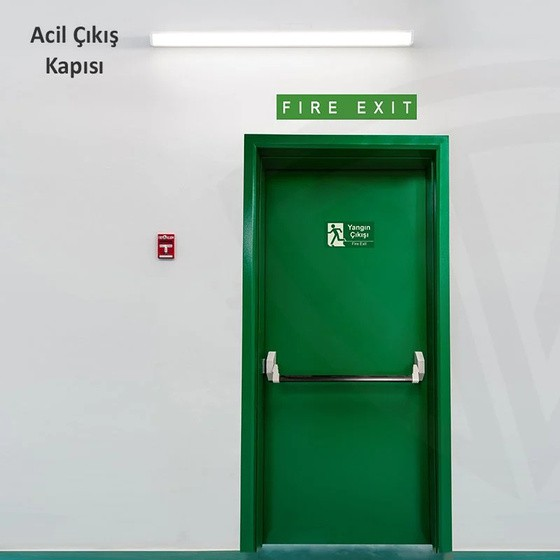 Acil Çıkış
Kapısı
FIRE EXIT
Yangın
Çıkışı
Fire Exit